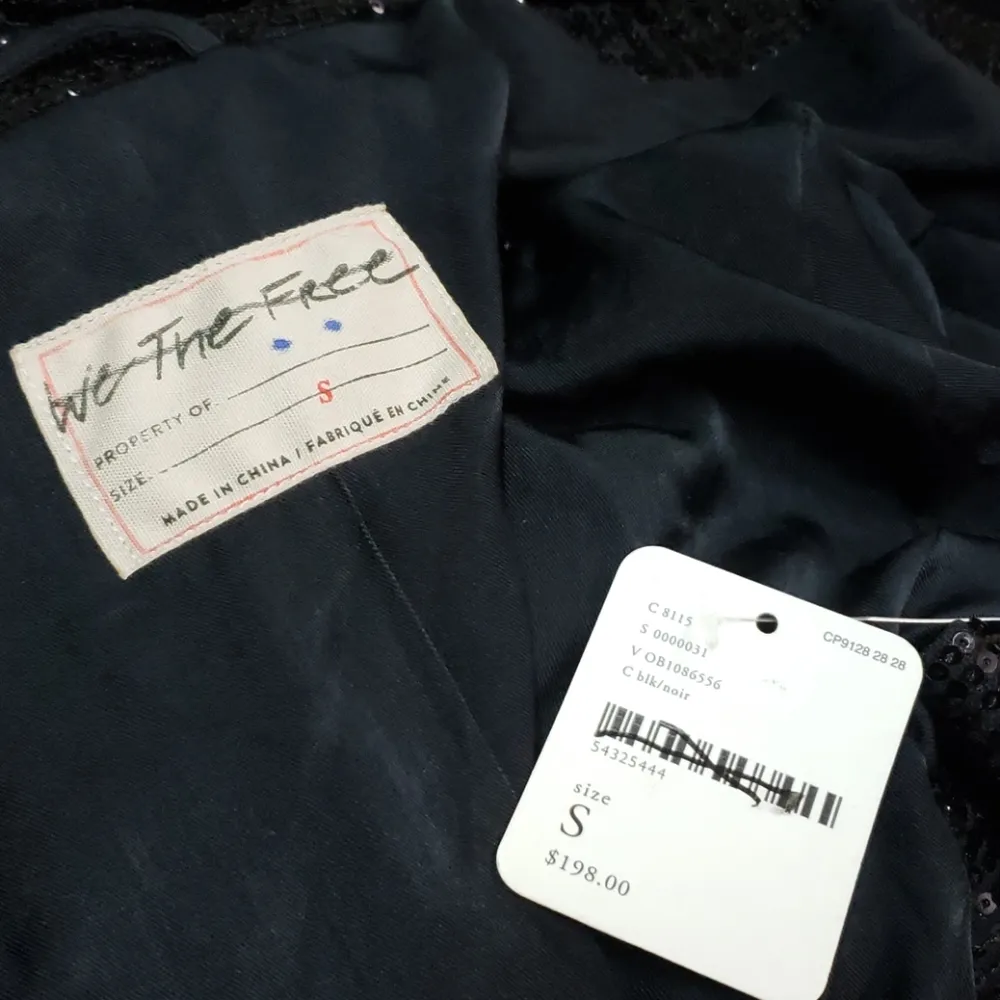 We The Free
PROPERTY OF.
SIZE. S
MADE IN CHINA / FABRIQUÉ EN CHINE
C 8115
S 0000031
V OB1086556
C blk/noir
CP9128 28 28
54325444
size
S
$198.00